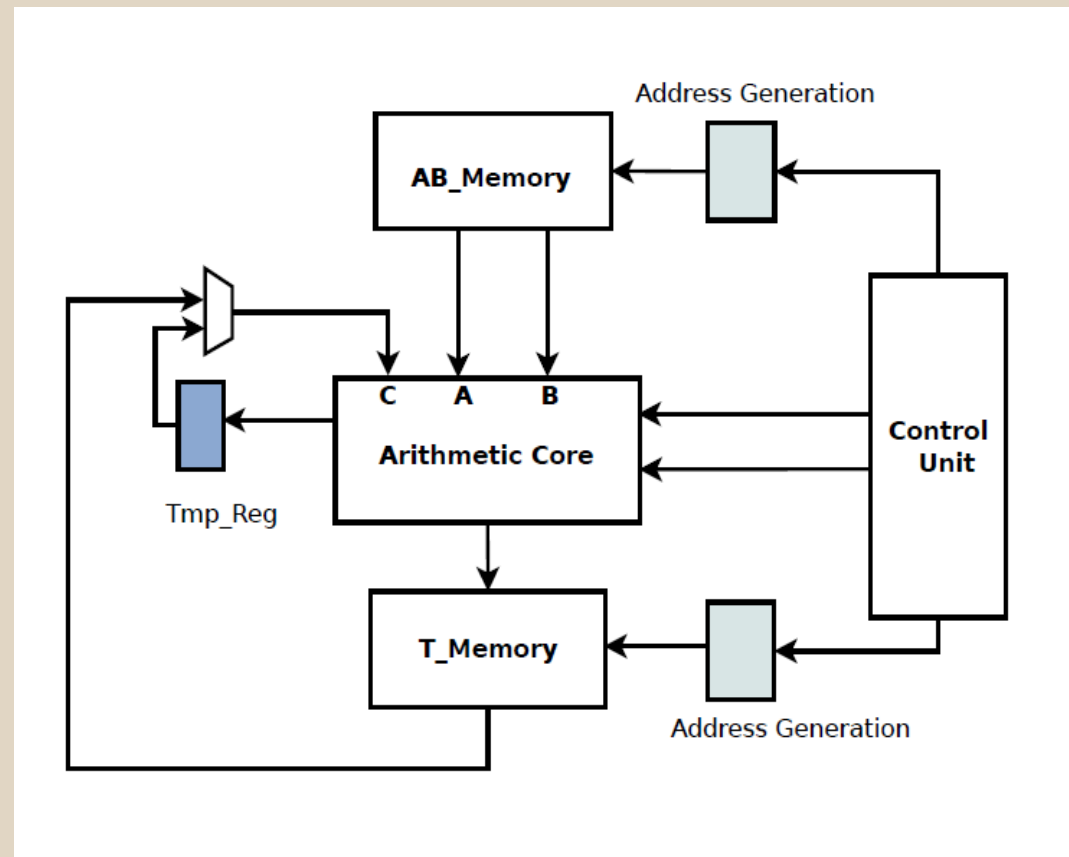 Address Generation
AB_Memory
C A B
Arithmetic Core
Control
Unit
Tmp_Reg
T_Memory
Address Generation